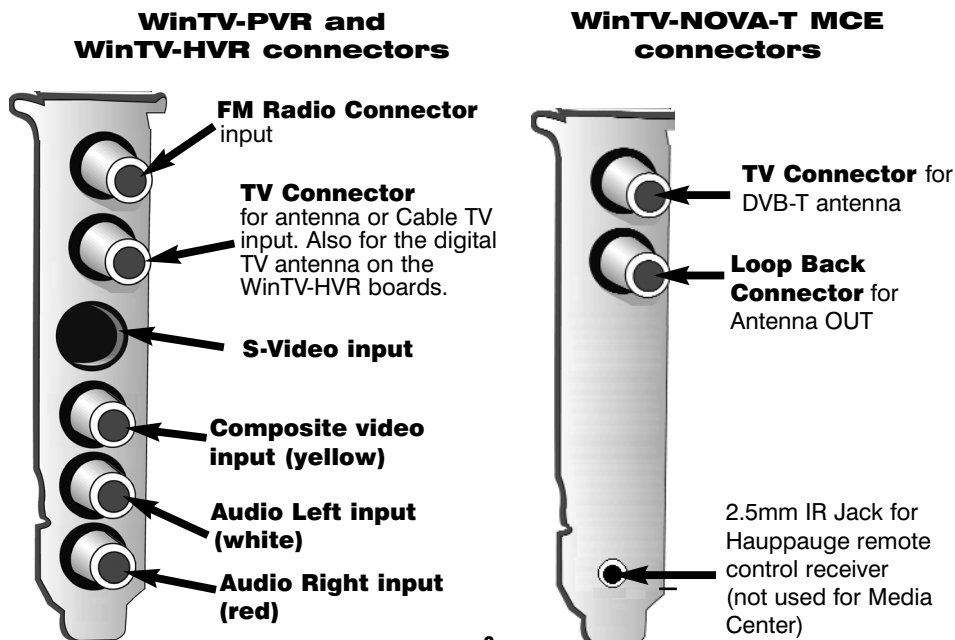 WinTV-PVR and
WinTV-HVR connectors
FM Radio Connector
input
TV Connector
for antenna or Cable TV
input. Also for the digital
TV antenna on the
WinTV-HVR boards.
S-Video input
Composite video
input (yellow)
Audio Left input
(white)
Audio Right input
(red)
WinTV-NOVA-T MCE
connectors
TV Connector for
DVB-T antenna
Loop Back
Connector for
Antenna OUT
2.5mm IR Jack for
Hauppauge remote
control receiver
(not used for Media
Center)